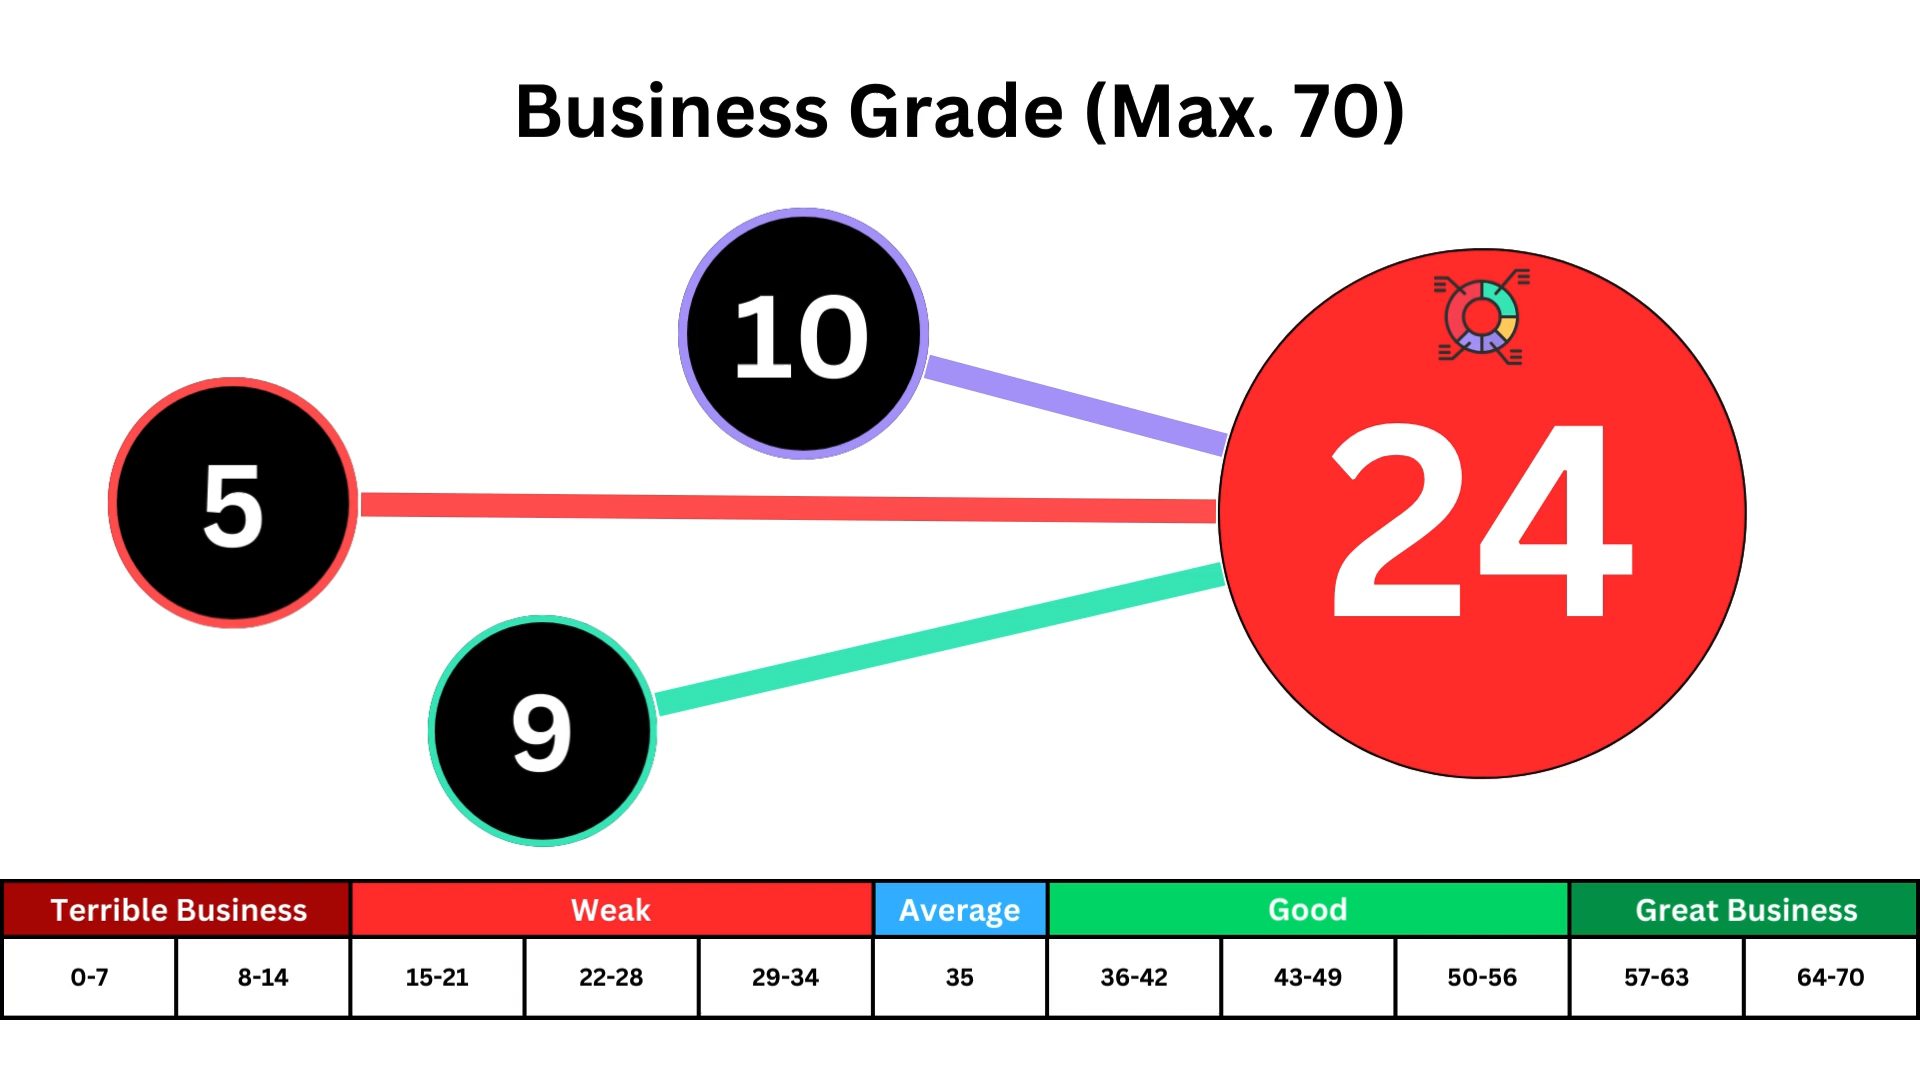 Business Grade (Max. 70)
10
5
24
9
Terrible Business Weak Average Good Great Business
0-7 8-14 15-21 22-28 29-34 35 36-42 43-49 50-56 57-63 64-70